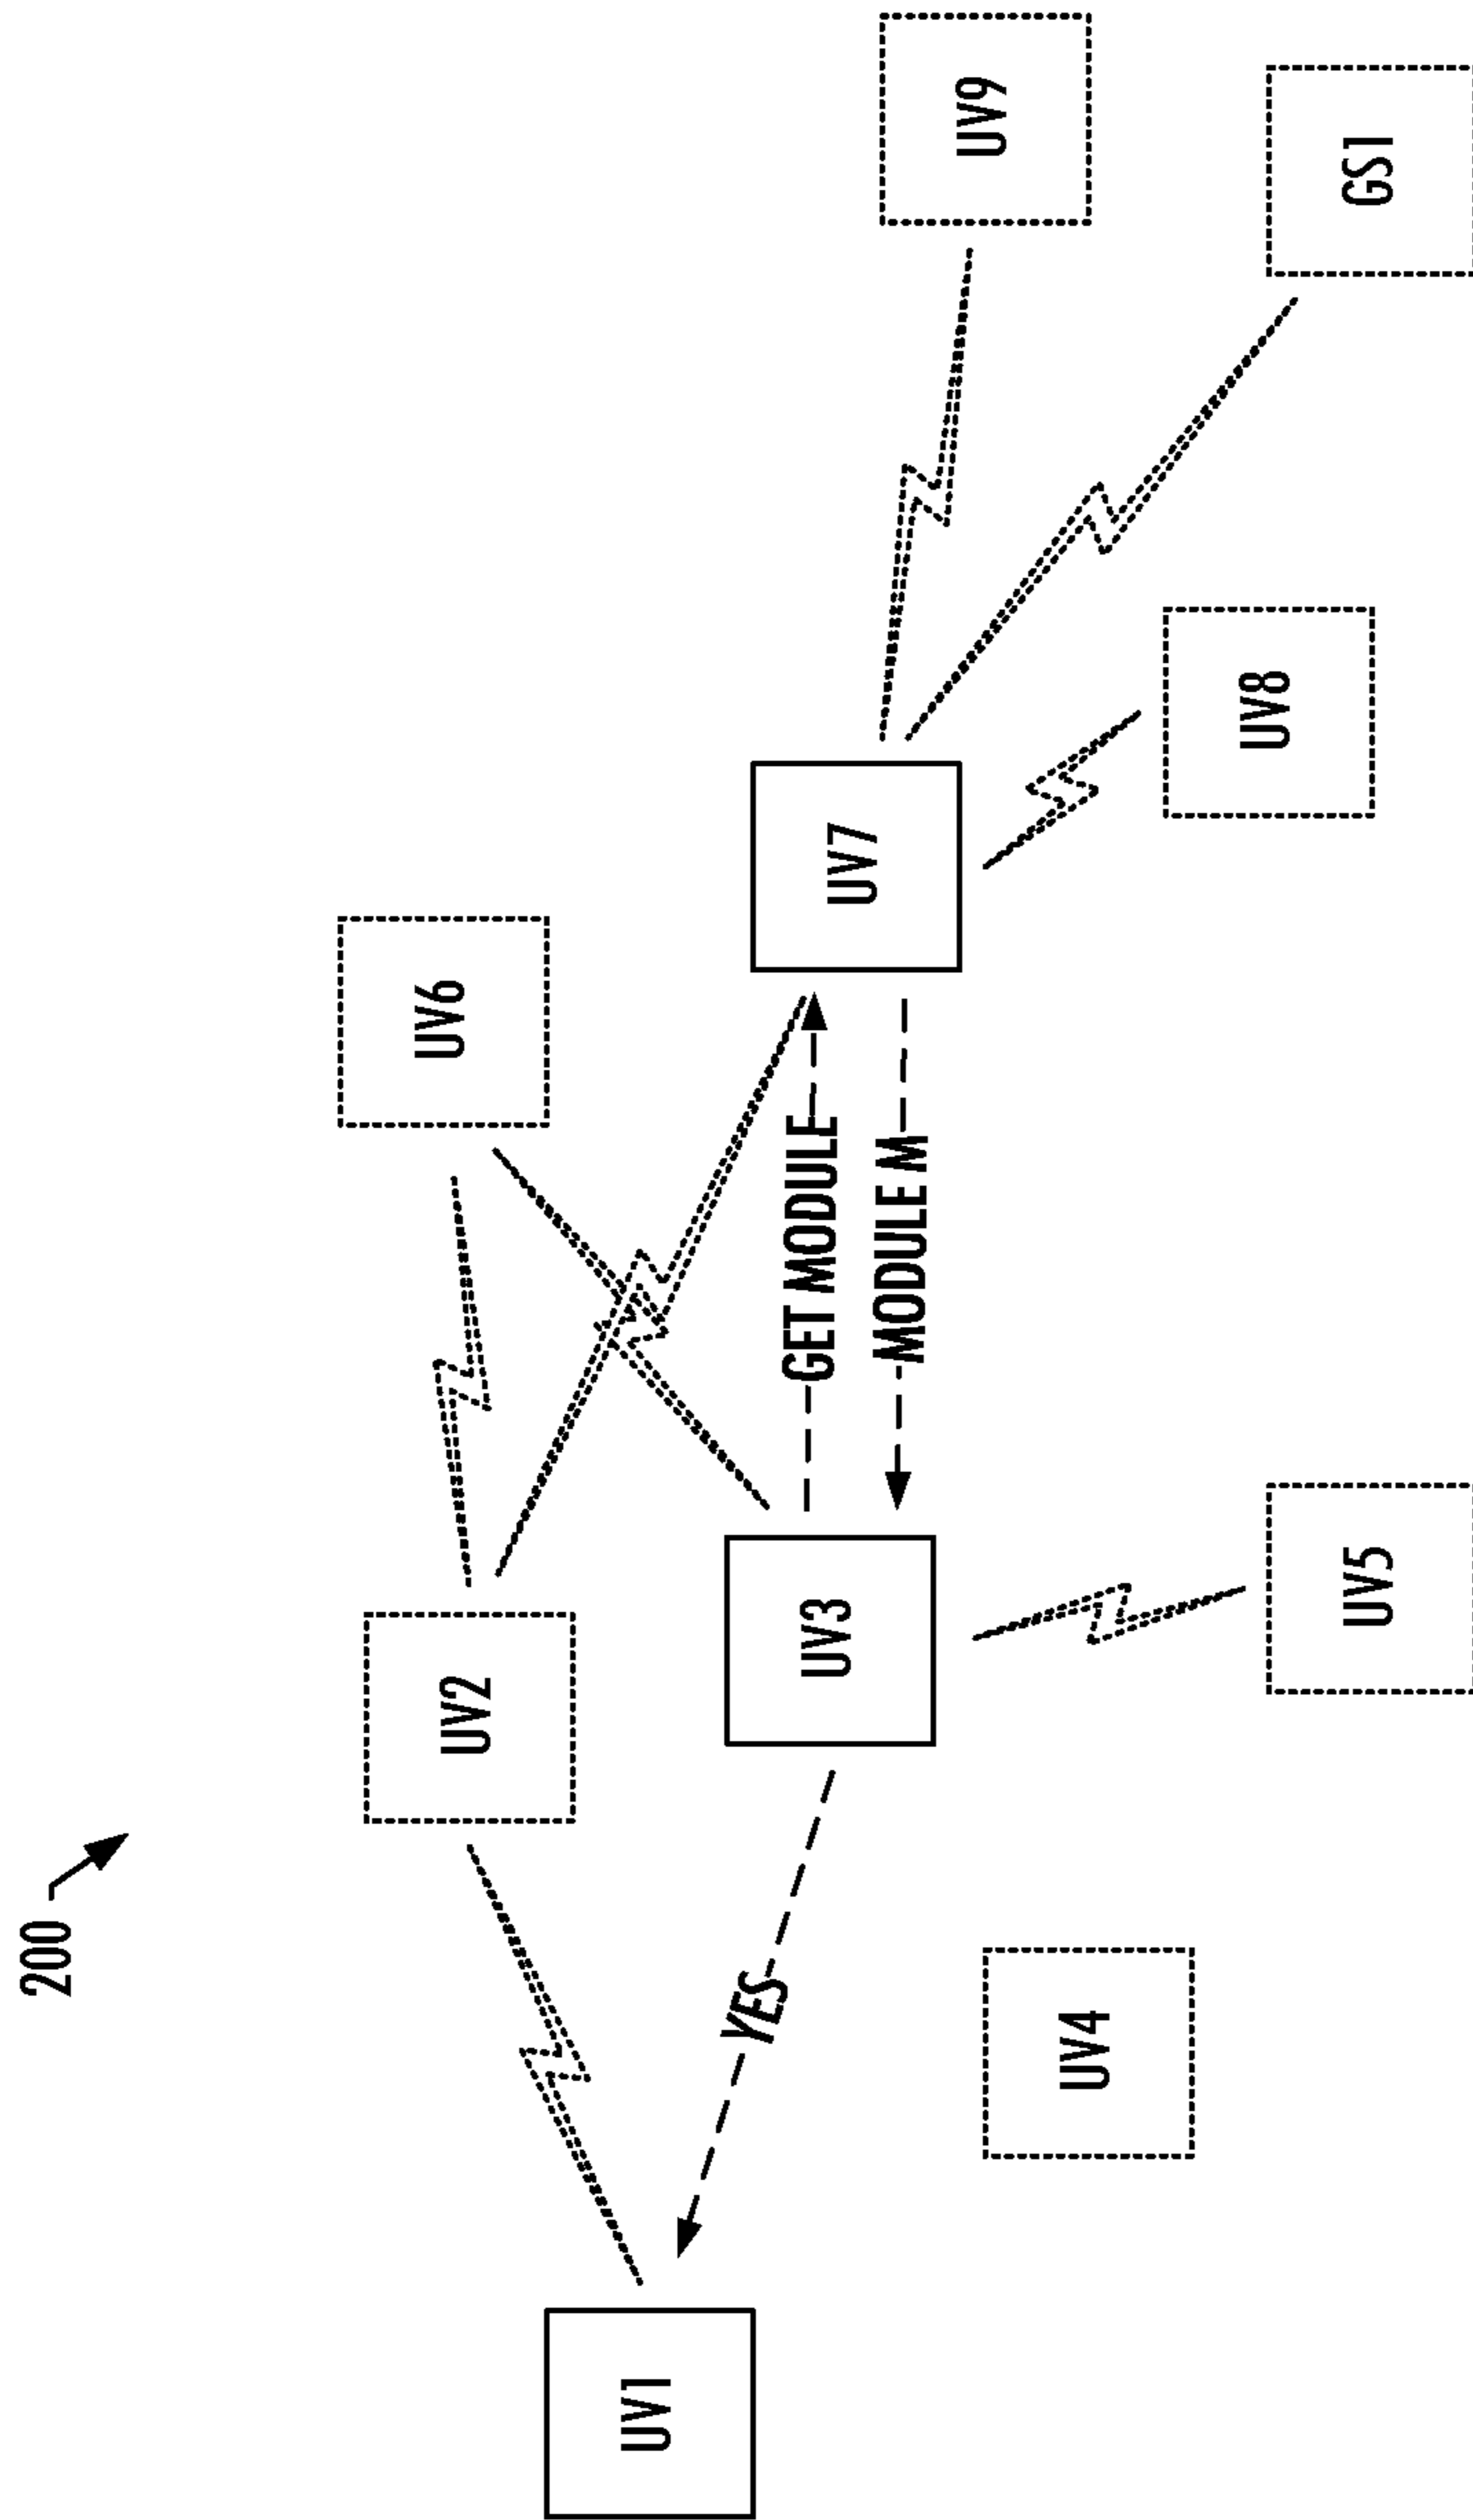 200
UV1
UV2
UV3
UV4
UV5
UV6
UV7
UV8
UV9
GS1
YES
GET MODULE
MODULE M